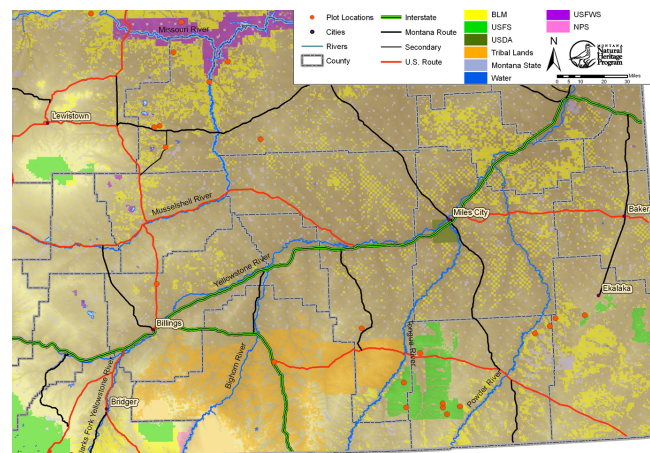 Plot Locations
Cities
Rivers
County
Interstate
Montana Route
Secondary
U.S. Route
BLM
USFS
USDA
Tribal Lands
Montana State
Water
USFWS
NPS
N
MONTANA
Natural
Heritage
Program
Miles
0 5 10 20 30
Missouri River
Lewistown
Musselshell River
Miles City
Baker
Yellowstone River
Ekalaka
Billings
Tongue River
Bighorn River
Powder River
Clarks Fork Yellowstone River
Bridger